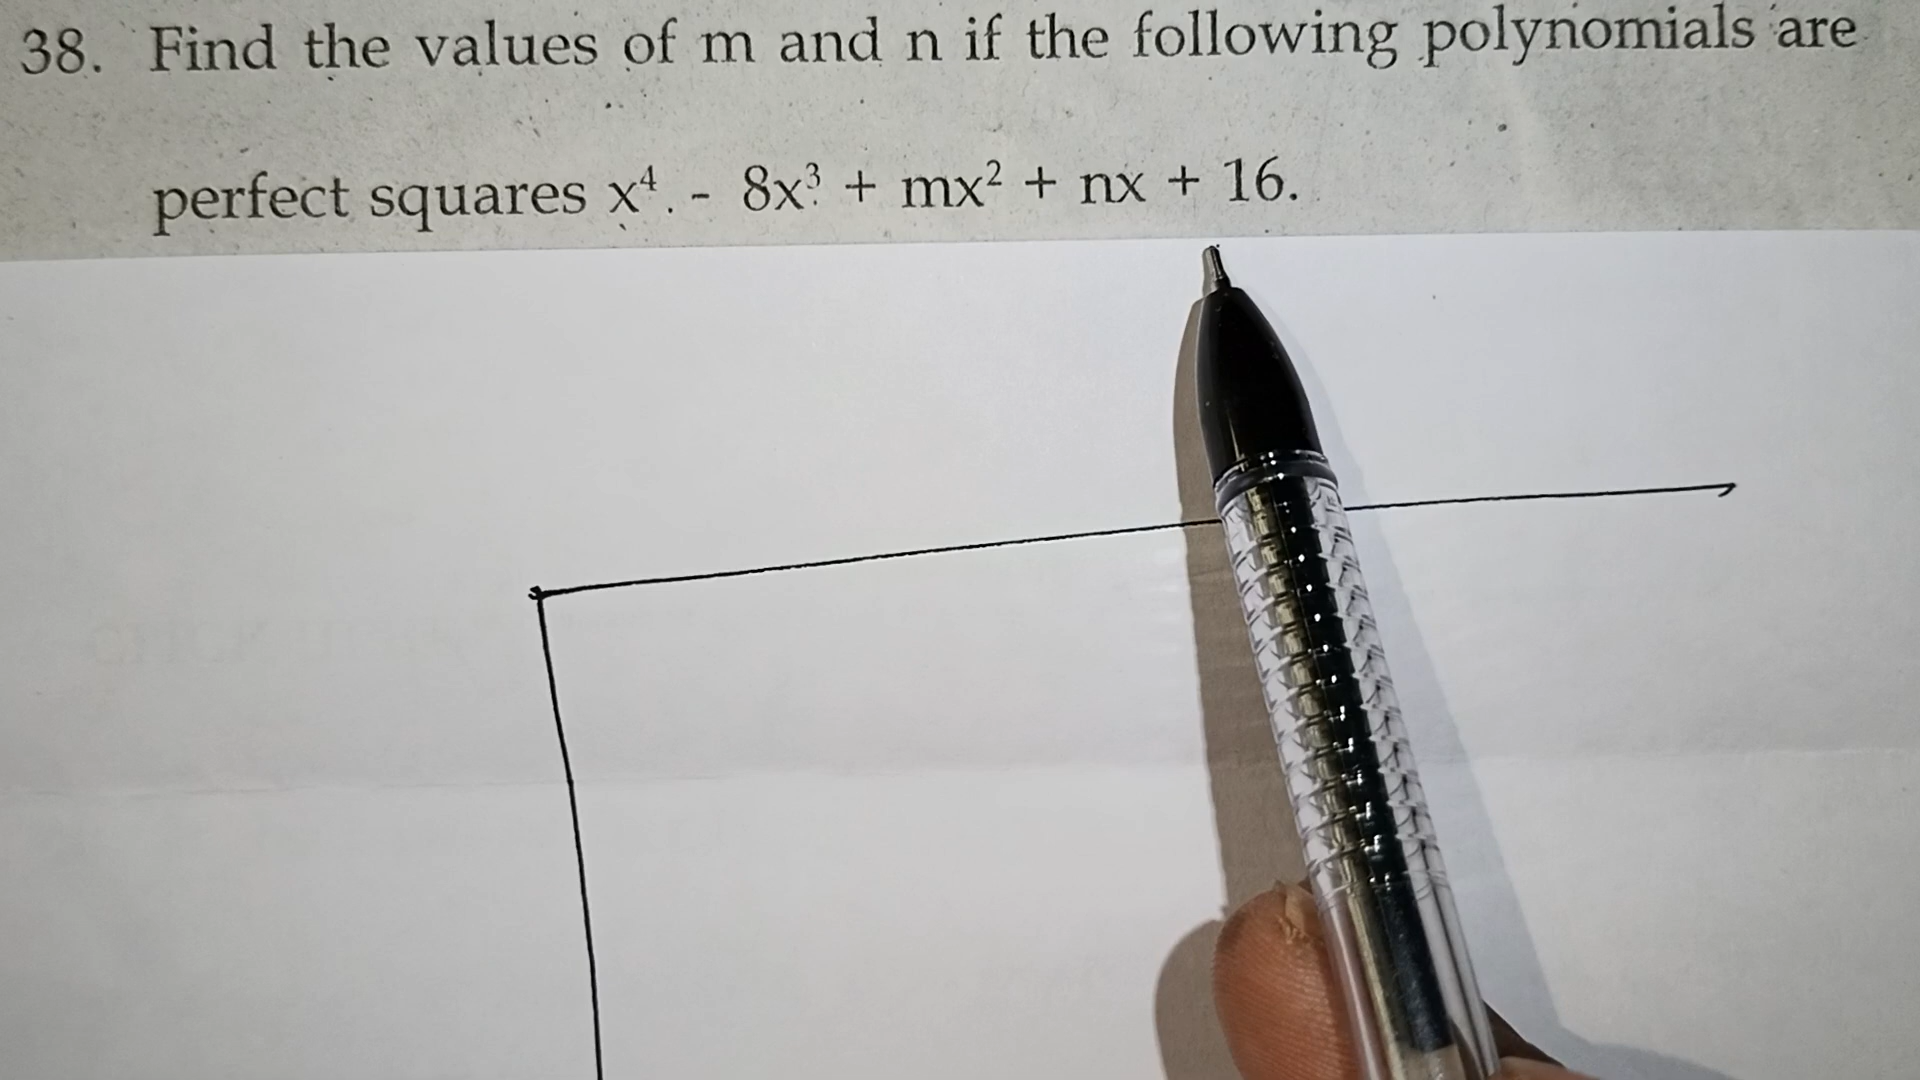 38. Find the values of m and n if the following polynomials are
perfect squares x⁴ - 8x³ + mx² + nx + 16.